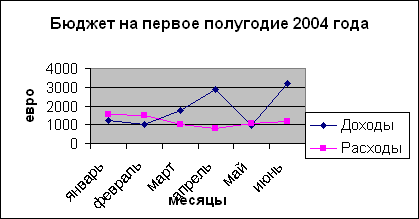 Бюджет на первое полугодие 2004 года
евро
4000
3000
2000
1000
0
январь
февраль
март
апрель
май
июнь
месяцы
Доходы
Расходы